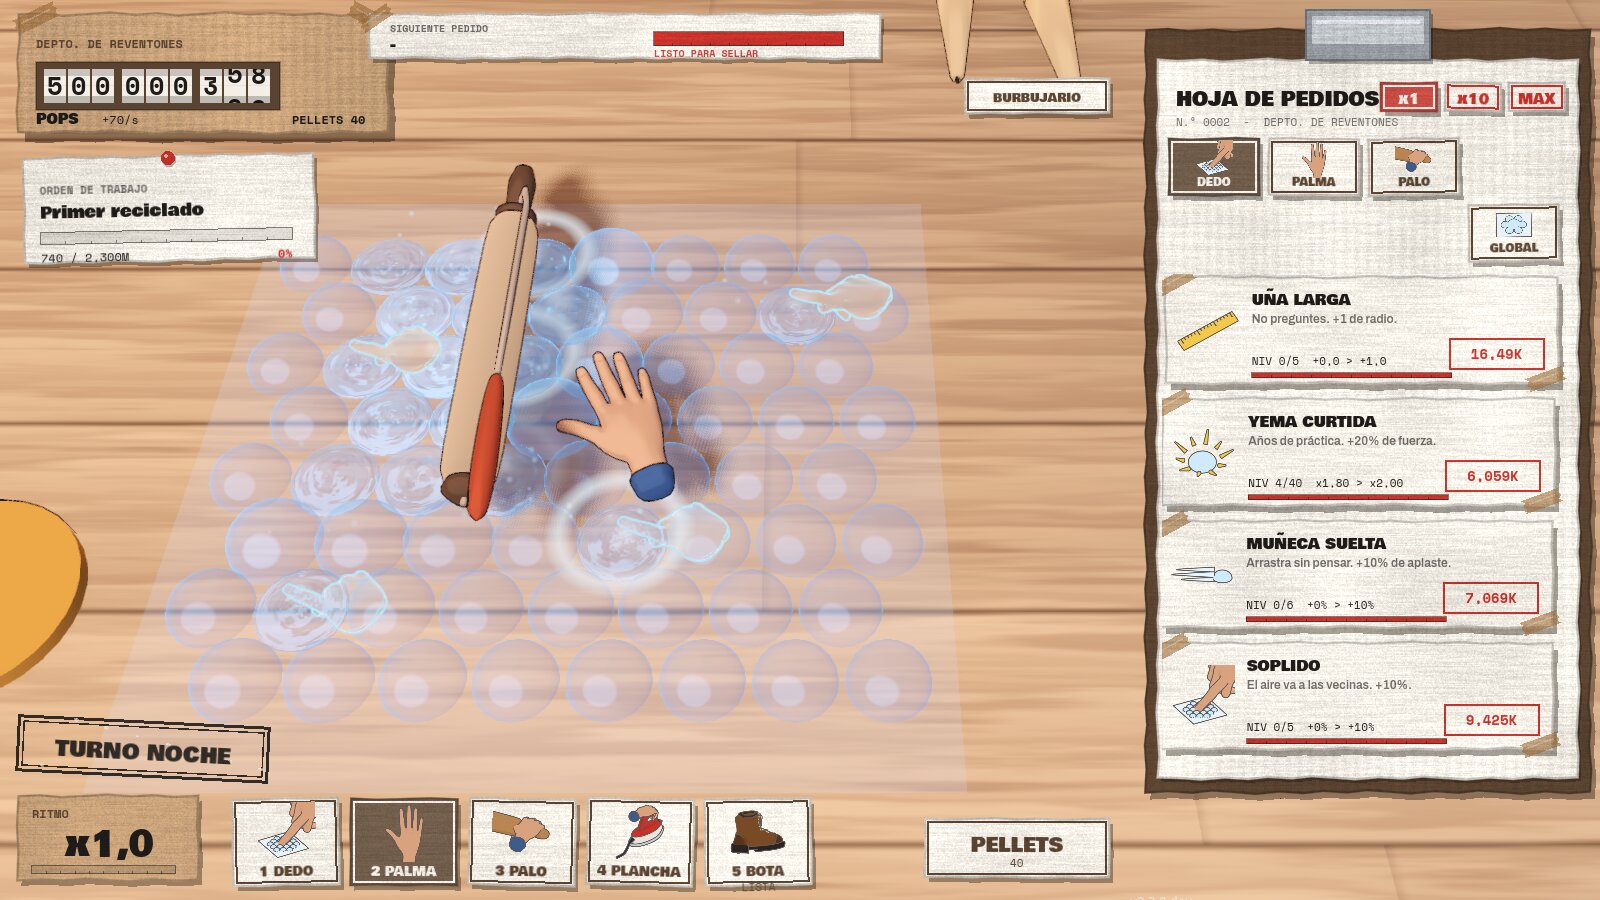 DEPTO. DE REVENTONES
500 000 3
POPS +70/s PELLETS 40
SIGUIENTE PEDIDO
-
LISTO PARA SELLAR
BURBUJARIO
ORDEN DE TRABAJO
Primer reciclado
740 / 2,300M 0%
HOJA DE PEDIDOS x1 x10 MAX
N.º 0002 - DEPTO. DE REVENTONES
DEDO PALMA PALO
GLOBAL
UÑA LARGA
No preguntes. +1 de radio.
NIV 0/5 +0,0 > +1,0 16,49K
YEMA CURTIDA
Años de práctica. +20% de fuerza.
NIV 4/40 x1,80 > x2,00 6,059K
MUÑECA SUELTA
Arrastra sin pensar. +10% de aplaste.
NIV 0/6 +0% > +10% 7,069K
SOPLIDO
El aire va a las vecinas. +10%.
NIV 0/5 +0% > +10% 9,425K
TURNO NOCHE
RITMO
x1,0
1 DEDO 2 PALMA 3 PALO 4 PLANCHA 5 BOTA
LISTA
PELLETS
40